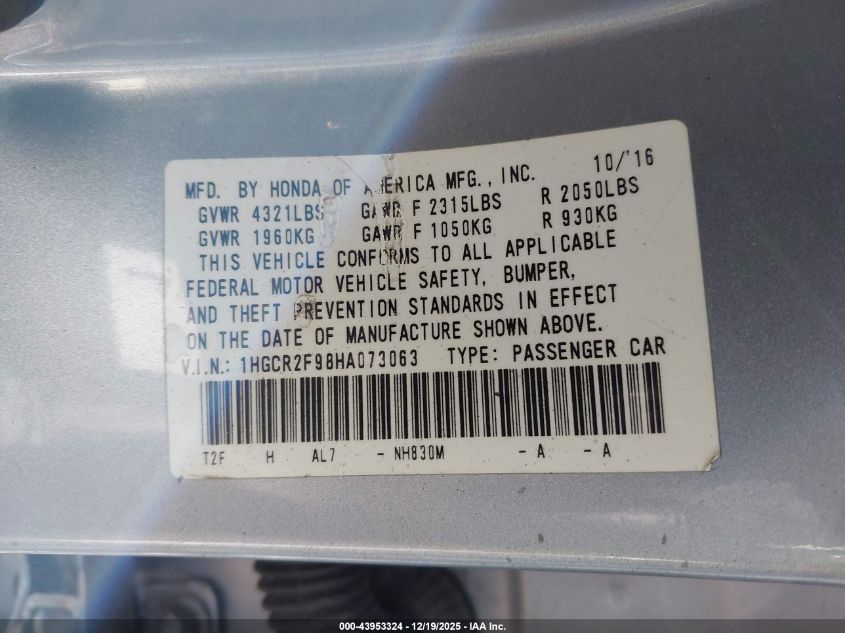 MFD. BY HONDA OF AMERICA MFG., INC. 10/'16
GVWR 4321LBS GAWR F 2315LBS R 2050LBS
GVWR 1960KG GAWR F 1050KG R 930KG
THIS VEHICLE CONFORMS TO ALL APPLICABLE
FEDERAL MOTOR VEHICLE SAFETY, BUMPER,
AND THEFT PREVENTION STANDARDS IN EFFECT
ON THE DATE OF MANUFACTURE SHOWN ABOVE.
V.I.N.: 1HGCR2F98HA073063 TYPE: PASSENGER CAR
T2F H AL7 - NH830M - A - A
000-43953324 - 12/19/2025 - IAA Inc.